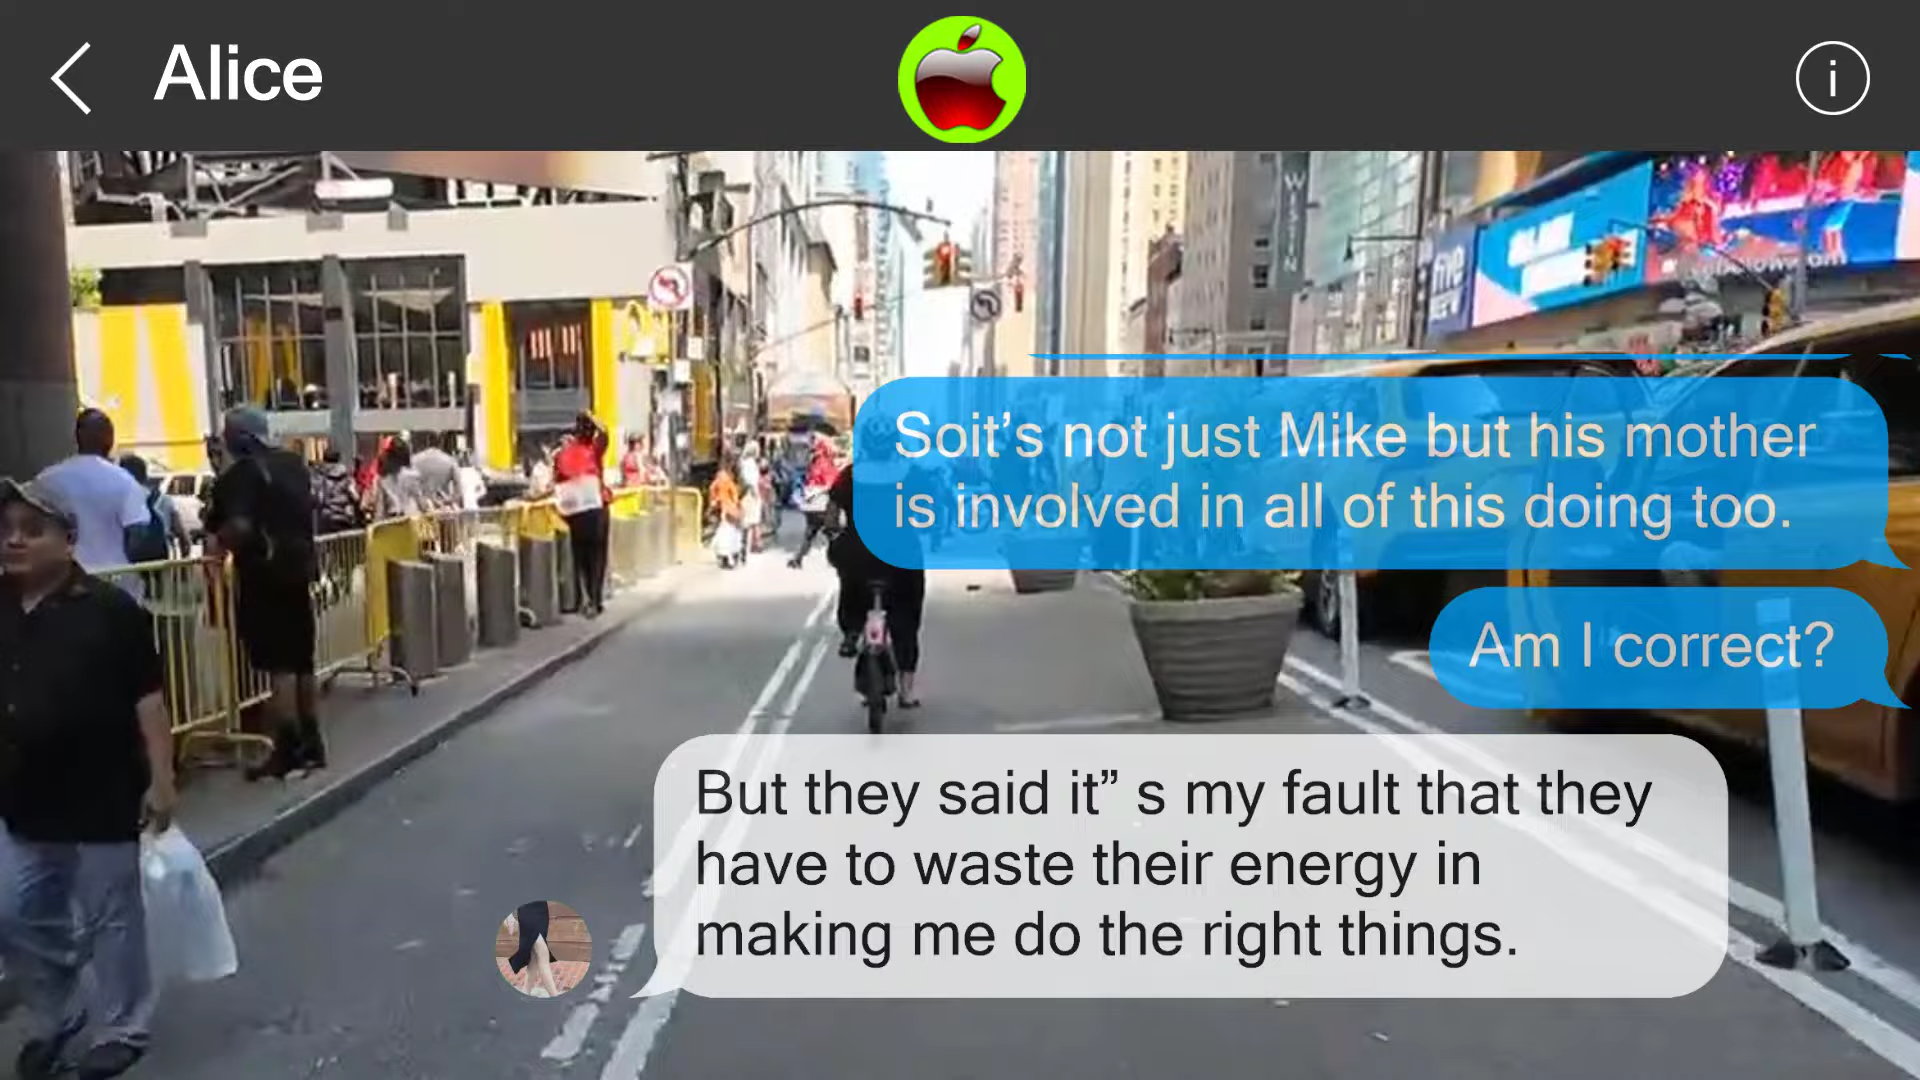 Alice
i
WESTIN
five
Soit's not just Mike but his mother
is involved in all of this doing too.
Am I correct?
But they said it” s my fault that they
have to waste their energy in
making me do the right things.